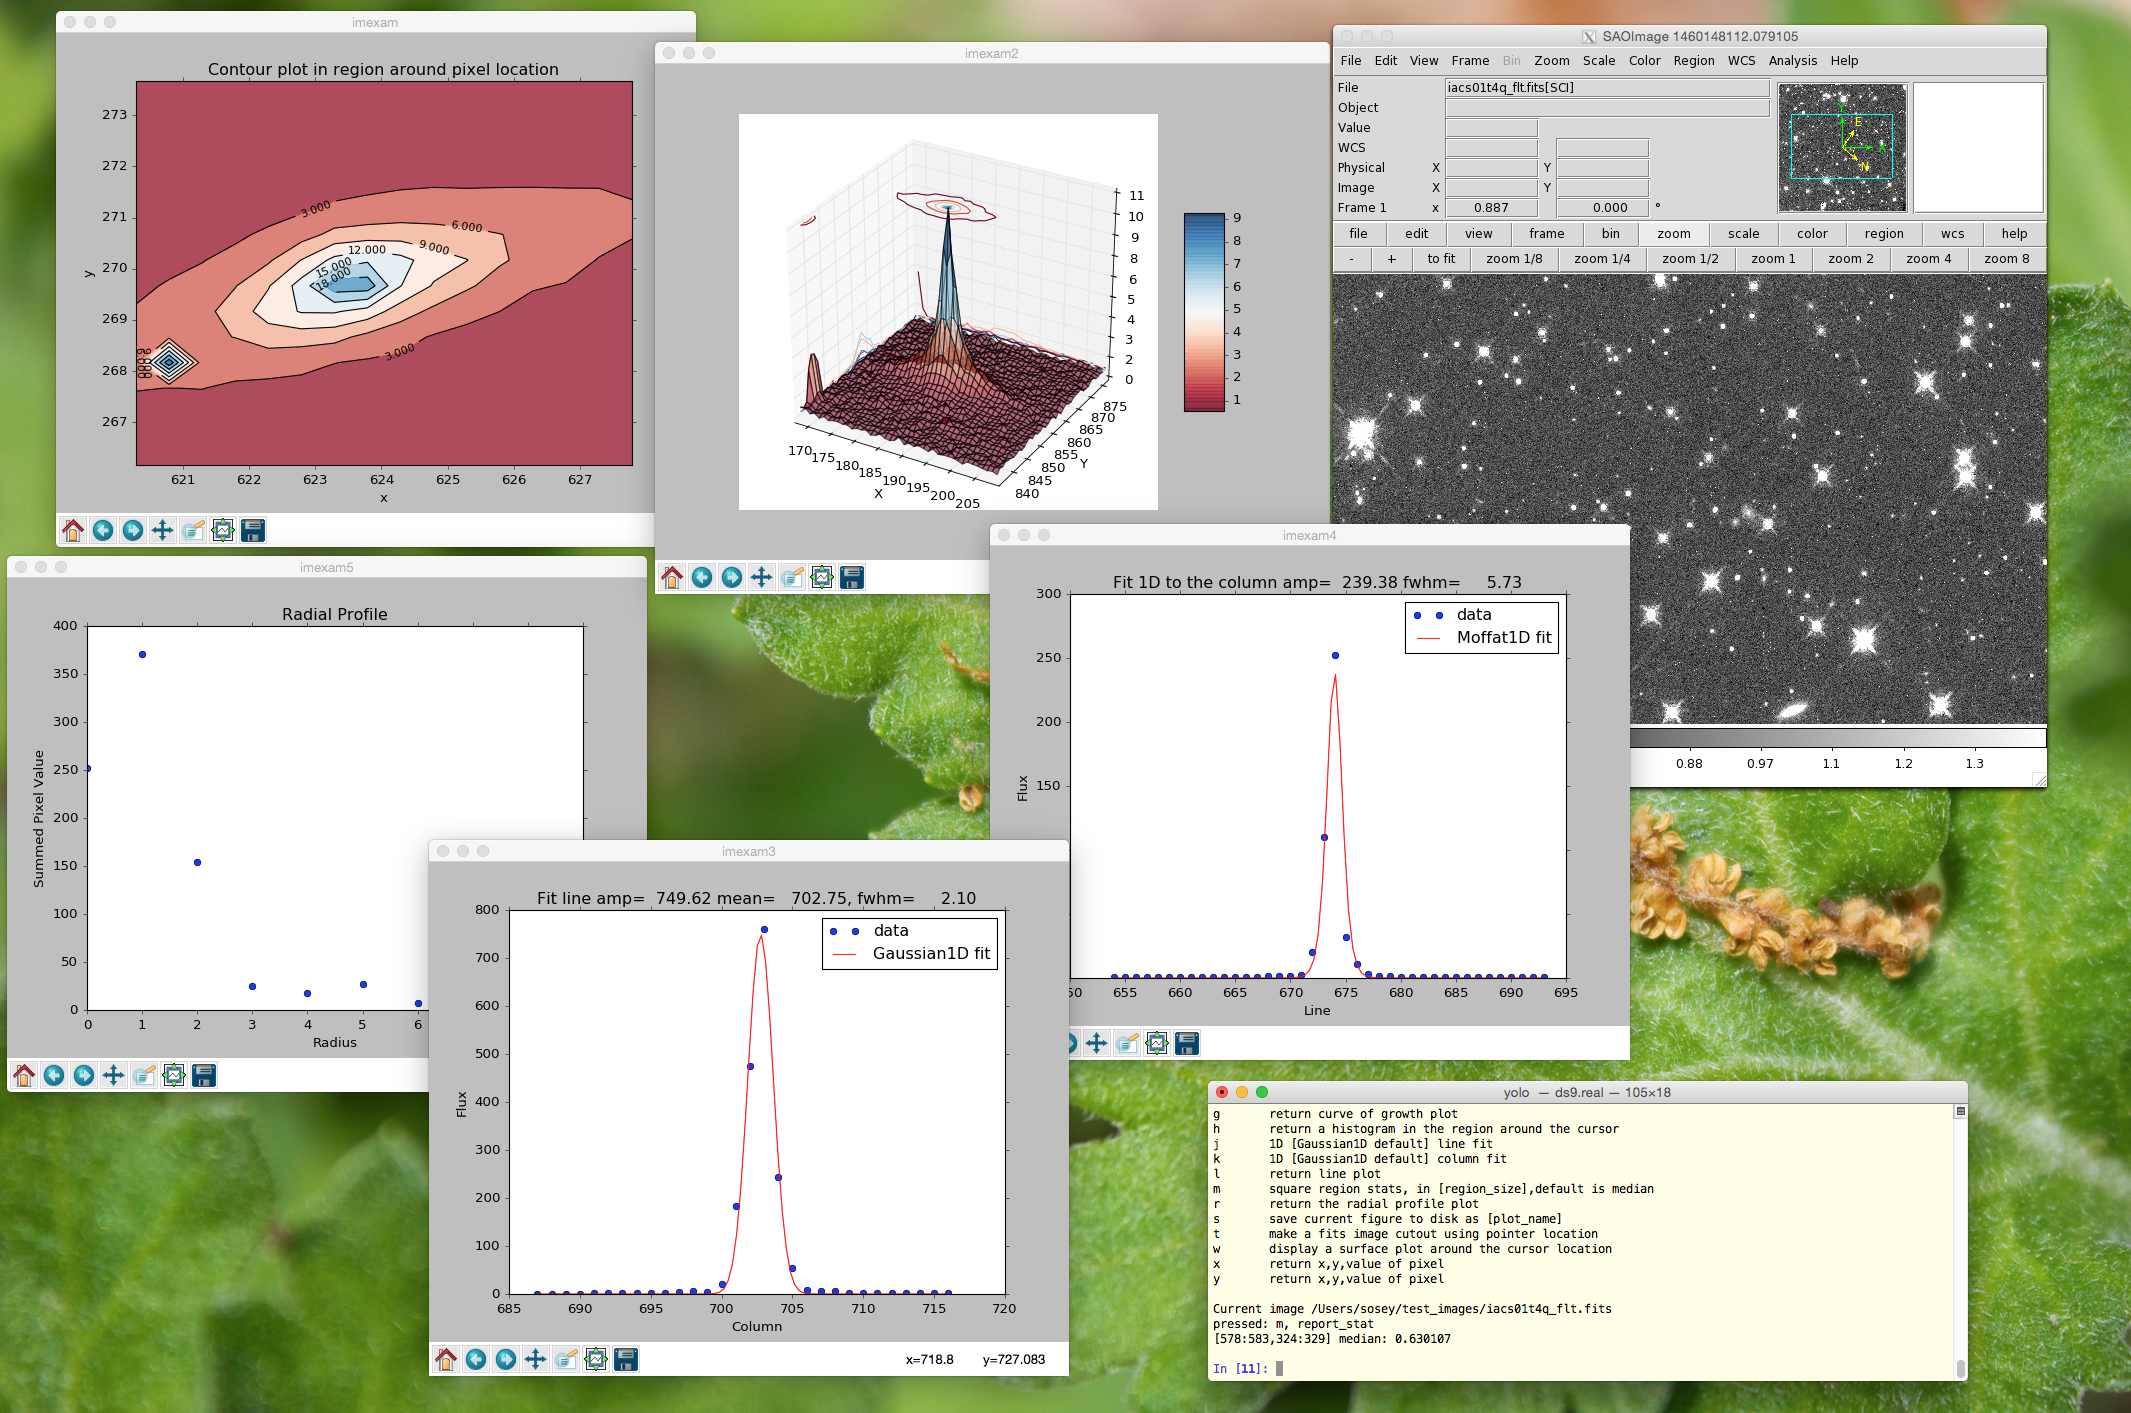 imexam
Contour plot in region around pixel location
273
272
271
270
269
268
267
y
3.000
6.000
9.000
12.000
15.000
18.000
3.000
621 622 623 624 625 626 627
x
imexam2
11
10
9
8
8
6
5
4
3
2
0
875
870
865
860
855
850
845
840
Y
170 175 180 185 190 195 200 205
X
9
8
7
6
5
4
3
2
1
SAOImage 1460148112.079105
File Edit View Frame Bin Zoom Scale Color Region WCS Analysis Help
File iacs01t4q_flt.fits[SCI]
Object
Value
WCS
Physical X Y
Image X Y
Frame 1 x 0.887 0.000 °
E
N
X
file edit view frame bin zoom scale color region wcs help
- + to fit zoom 1/8 zoom 1/4 zoom 1/2 zoom 1 zoom 2 zoom 4 zoom 8
0.88 0.97 1.1 1.2 1.3
imexam5
Radial Profile
400
350
300
250
200
150
100
50
0
Summed Pixel Value
0 1 2 3 4 5 6
Radius
imexam4
Fit 1D to the column amp= 239.38 fwhm= 5.73
300
250
200
150
Flux
data
Moffat1D fit
50 655 660 665 670 675 680 685 690 695
Line
imexam3
Fit line amp= 749.62 mean= 702.75, fwhm= 2.10
800
700
600
500
400
300
200
100
0
Flux
data
Gaussian1D fit
685 690 695 700 705 710 715 720
Column
x=718.8 y=727.083
yolo — ds9.real — 105×18
g return curve of growth plot
h return a histogram in the region around the cursor
j 1D [Gaussian1D default] line fit
k 1D [Gaussian1D default] column fit
l return line plot
m square region stats, in [region_size],default is median
r return the radial profile plot
s save current figure to disk as [plot_name]
t make a fits image cutout using pointer location
w display a surface plot around the cursor location
x return x,y,value of pixel
y return x,y,value of pixel
Current image /Users/sosey/test_images/iacs01t4q_flt.fits
pressed: m, report_stat
[578:583,324:329] median: 0.630107
In [11]: